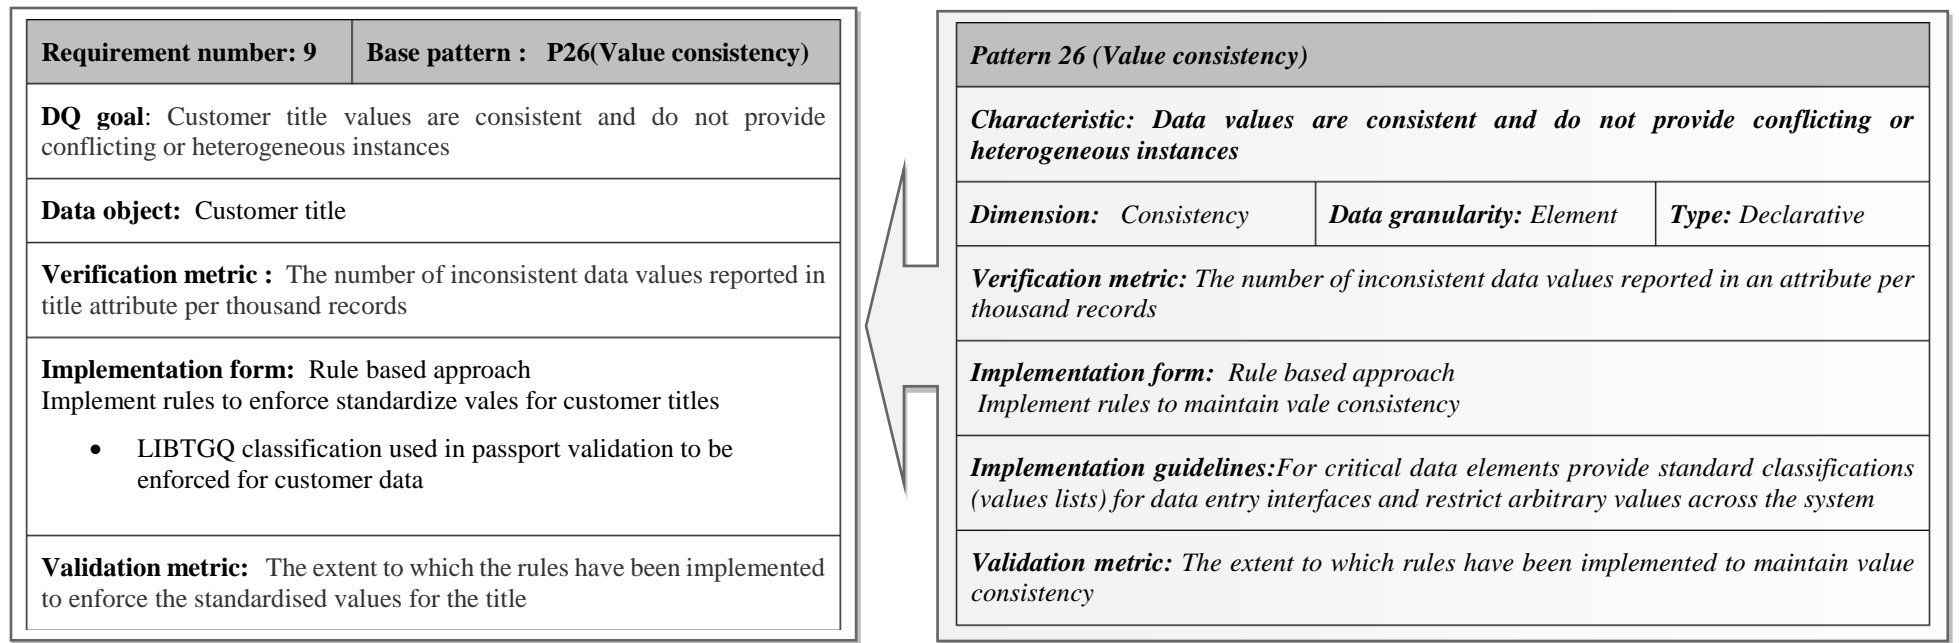 Requirement number: 9
Base pattern : P26(Value consistency)
DQ goal: Customer title values are consistent and do not provide
conflicting or heterogeneous instances
Data object: Customer title
Verification metric : The number of inconsistent data values reported in
title attribute per thousand records
Implementation form: Rule based approach
Implement rules to enforce standardize vales for customer titles
• LIBTGQ classification used in passport validation to be
enforced for customer data
Validation metric: The extent to which the rules have been implemented
to enforce the standardised values for the title
Pattern 26 (Value consistency)
Characteristic: Data values are consistent and do not provide conflicting or
heterogeneous instances
Dimension: Consistency
Data granularity: Element
Type: Declarative
Verification metric: The number of inconsistent data values reported in an attribute per
thousand records
Implementation form: Rule based approach
Implement rules to maintain vale consistency
Implementation guidelines:For critical data elements provide standard classifications
(values lists) for data entry interfaces and restrict arbitrary values across the system
Validation metric: The extent to which rules have been implemented to maintain value
consistency